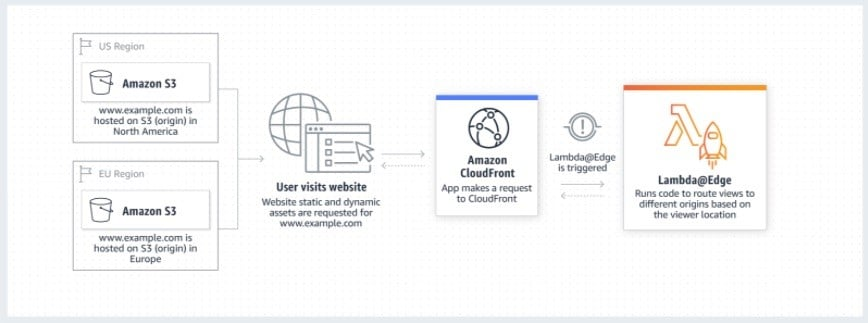 US Region
Amazon S3
www.example.com is
hosted on S3 (origin) in
North America
EU Region
Amazon S3
www.example.com is
hosted on S3 (origin) in
Europe
User visits website
Website static and dynamic
assets are requested for
www.example.com
Amazon
CloudFront
App makes a request
to CloudFront
Lambda@Edge
is triggered
Lambda@Edge
Runs code to route views to
different origins based on
the viewer location